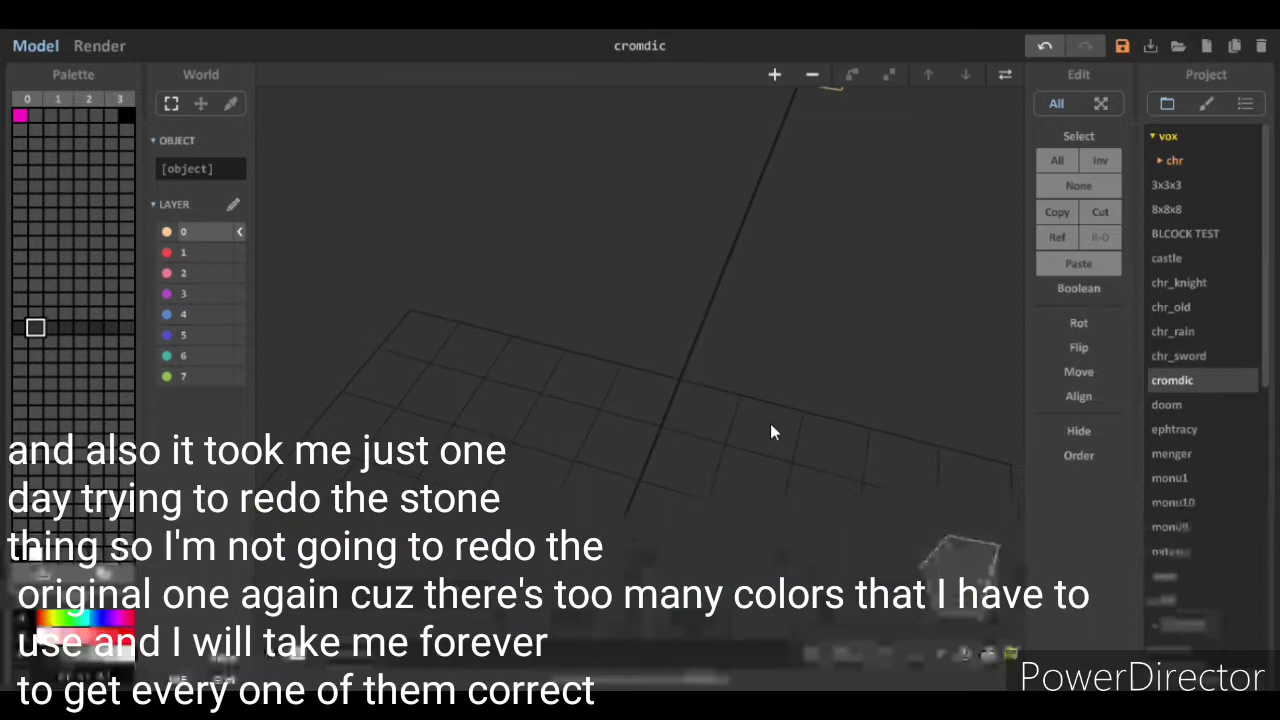 Model Render
cromdic
Palette
World
Edit
Project
0 1 2 3
All
OBJECT
[object]
LAYER
0
1
2
3
4
5
6
7
Select
All Inv
None
Copy Cut
Ref R-O
Paste
Boolean
Rot
Flip
Move
Align
Hide
Order
vox
chr
3x3x3
8x8x8
BLCOCK TEST
castle
chr_knight
chr_old
chr_rain
chr_sword
cromdic
doom
ephtracy
menger
monu1
monu10
and also it took me just one
day trying to redo the stone
thing so I'm not going to redo the
original one again cuz there's too many colors that I have to
use and I will take me forever
to get every one of them correct
PowerDirector